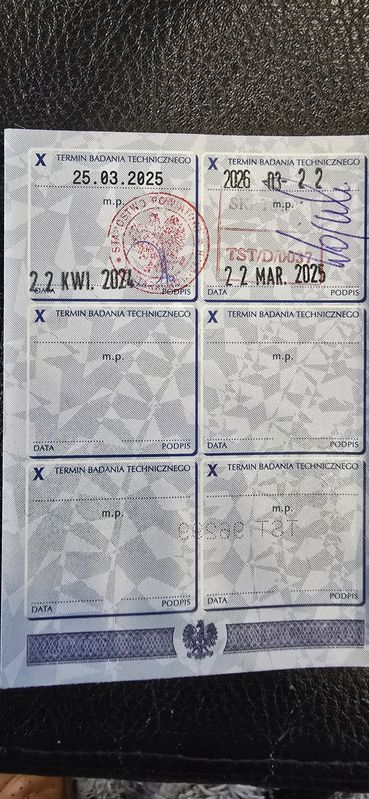 X TERMIN BADANIA TECHNICZNEGO
25.03.2025
m.p.
STAROSTWO
22 KWI. 2024
DATA PODPIS
X TERMIN BADANIA TECHNICZNEGO
2026 -03- 22
m.p.
TST/D/0037
22 MAR. 2025
DATA PODPIS
X TERMIN BADANIA TECHNICZNEGO
m.p.
DATA PODPIS
X TERMIN BADANIA TECHNICZNEGO
m.p.
DATA PODPIS
X TERMIN BADANIA TECHNICZNEGO
m.p.
DATA PODPIS
X TERMIN BADANIA TECHNICZNEGO
m.p.
DATA PODPIS